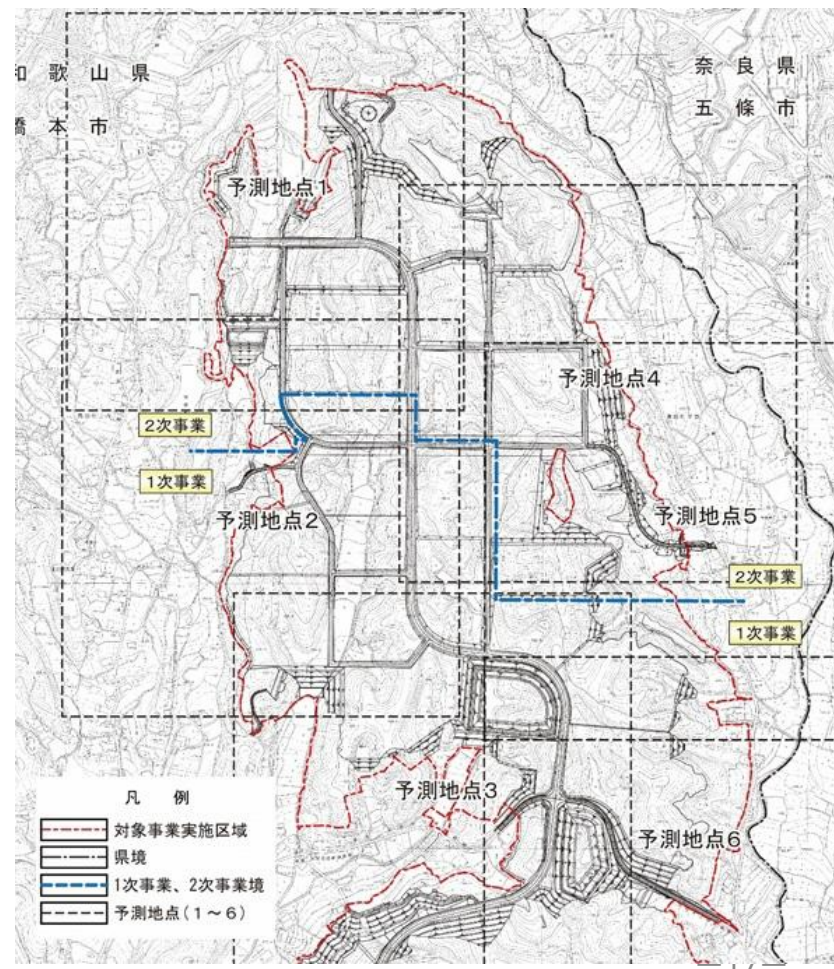 和歌山県
橋本市
奈良県
五條市
予測地点1
予測地点4
2次事業
1次事業
予測地点2
予測地点5
2次事業
1次事業
予測地点3
予測地点6
凡 例
対象事業実施区域
県境
1次事業、2次事業境
予測地点(1～6)